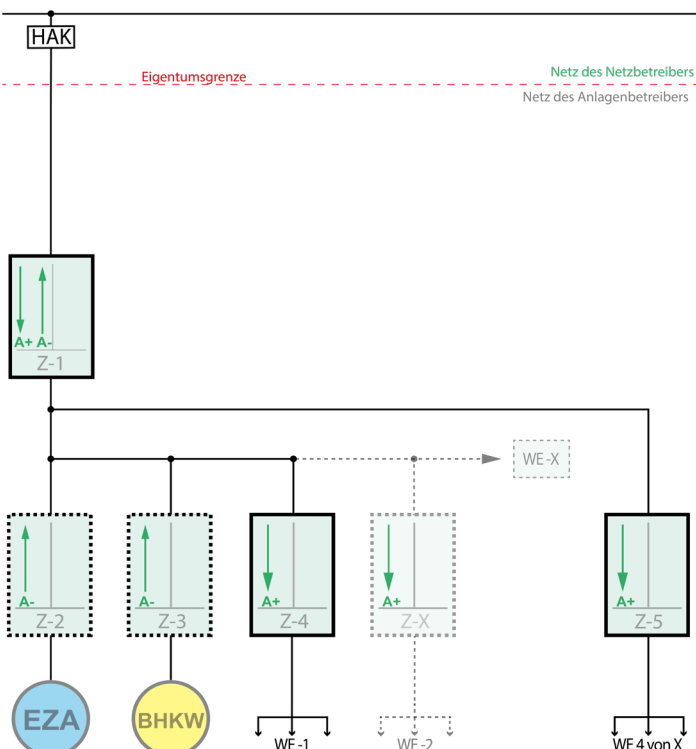 HAK
Eigentumsgrenze
Netz des Netzbetreibers
Netz des Anlagenbetreibers
A+ A-
Z-1
WE-X
A-
Z-2
A-
Z-3
A+
Z-4
A+
Z-X
A+
Z-5
EZA
BHKW
WE-1
WE-2
WE 4 von X